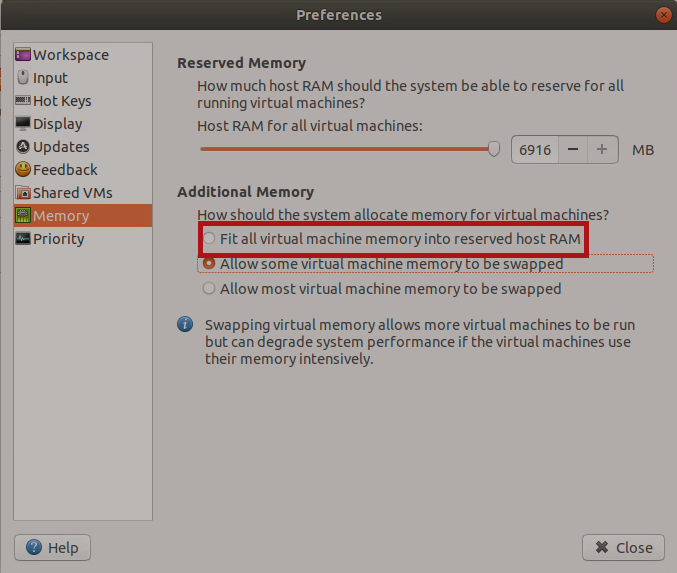 Preferences
Workspace
Input
Hot Keys
Display
Updates
Feedback
Shared VMs
Memory
Priority
Reserved Memory
How much host RAM should the system be able to reserve for all
running virtual machines?
Host RAM for all virtual machines:
6916 MB
Additional Memory
How should the system allocate memory for virtual machines?
Fit all virtual machine memory into reserved host RAM
Allow some virtual machine memory to be swapped
Allow most virtual machine memory to be swapped
Swapping virtual memory allows more virtual machines to be run
but can degrade system performance if the virtual machines use
their memory intensively.
Help
Close